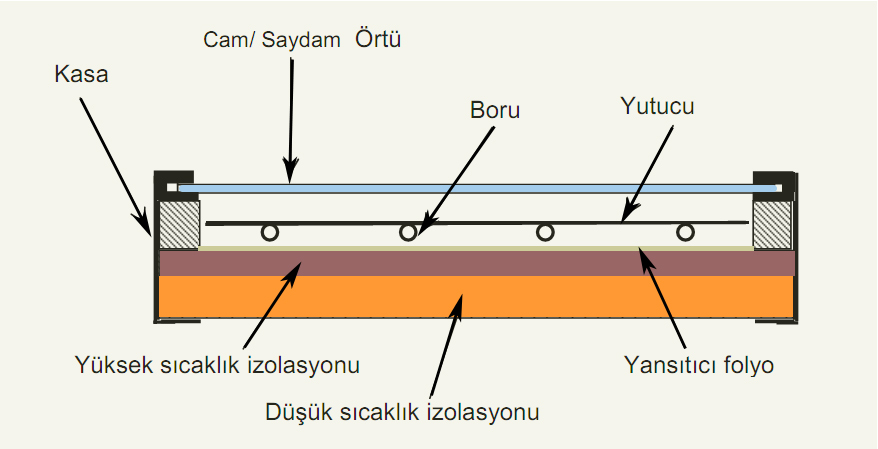 Cam/ Saydam Örtü
Kasa
Boru
Yutucu
Yüksek sıcaklık izolasyonu
Yansıtıcı folyo
Düşük sıcaklık izolasyonu